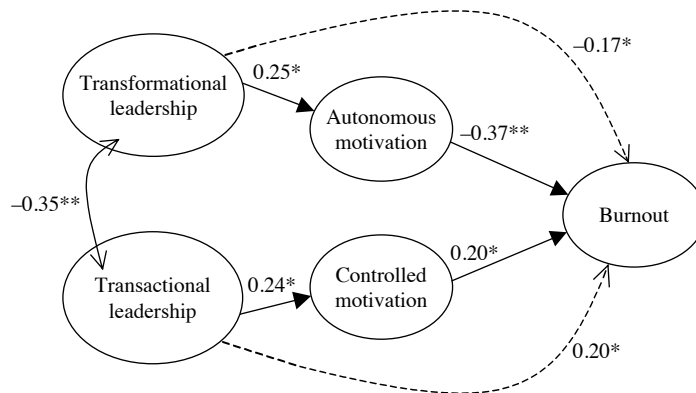 –0.17*
Transformational
leadership
0.25*
Autonomous
motivation
–0.37**
–0.35**
Burnout
Transactional
leadership
0.24*
Controlled
motivation
0.20*
0.20*